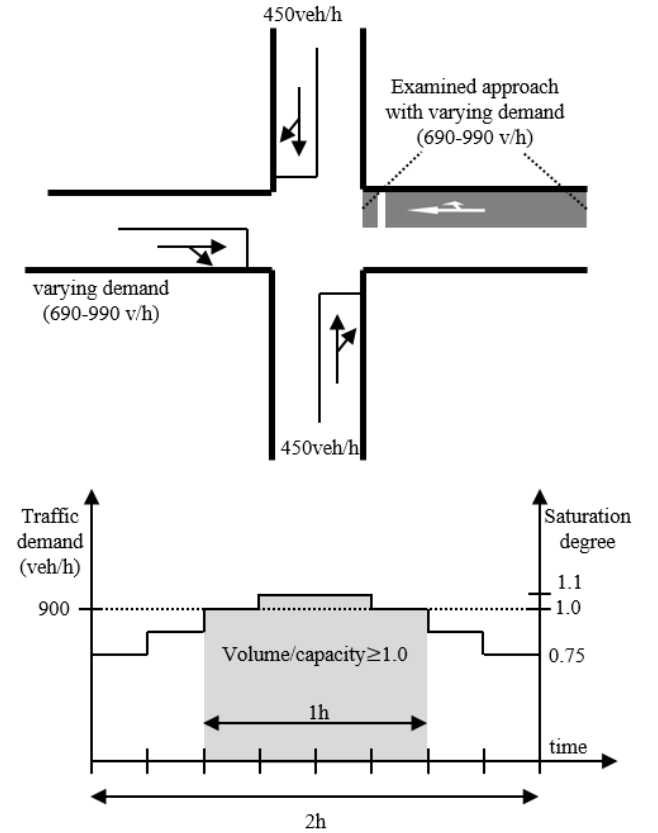 450veh/h
Examined approach
with varying demand
(690-990 v/h)
varying demand
(690-990 v/h)
450veh/h
Traffic
demand
(veh/h)
Saturation
degree
1.1
900
1.0
Volume/capacity≥1.0
0.75
1h
time
2h